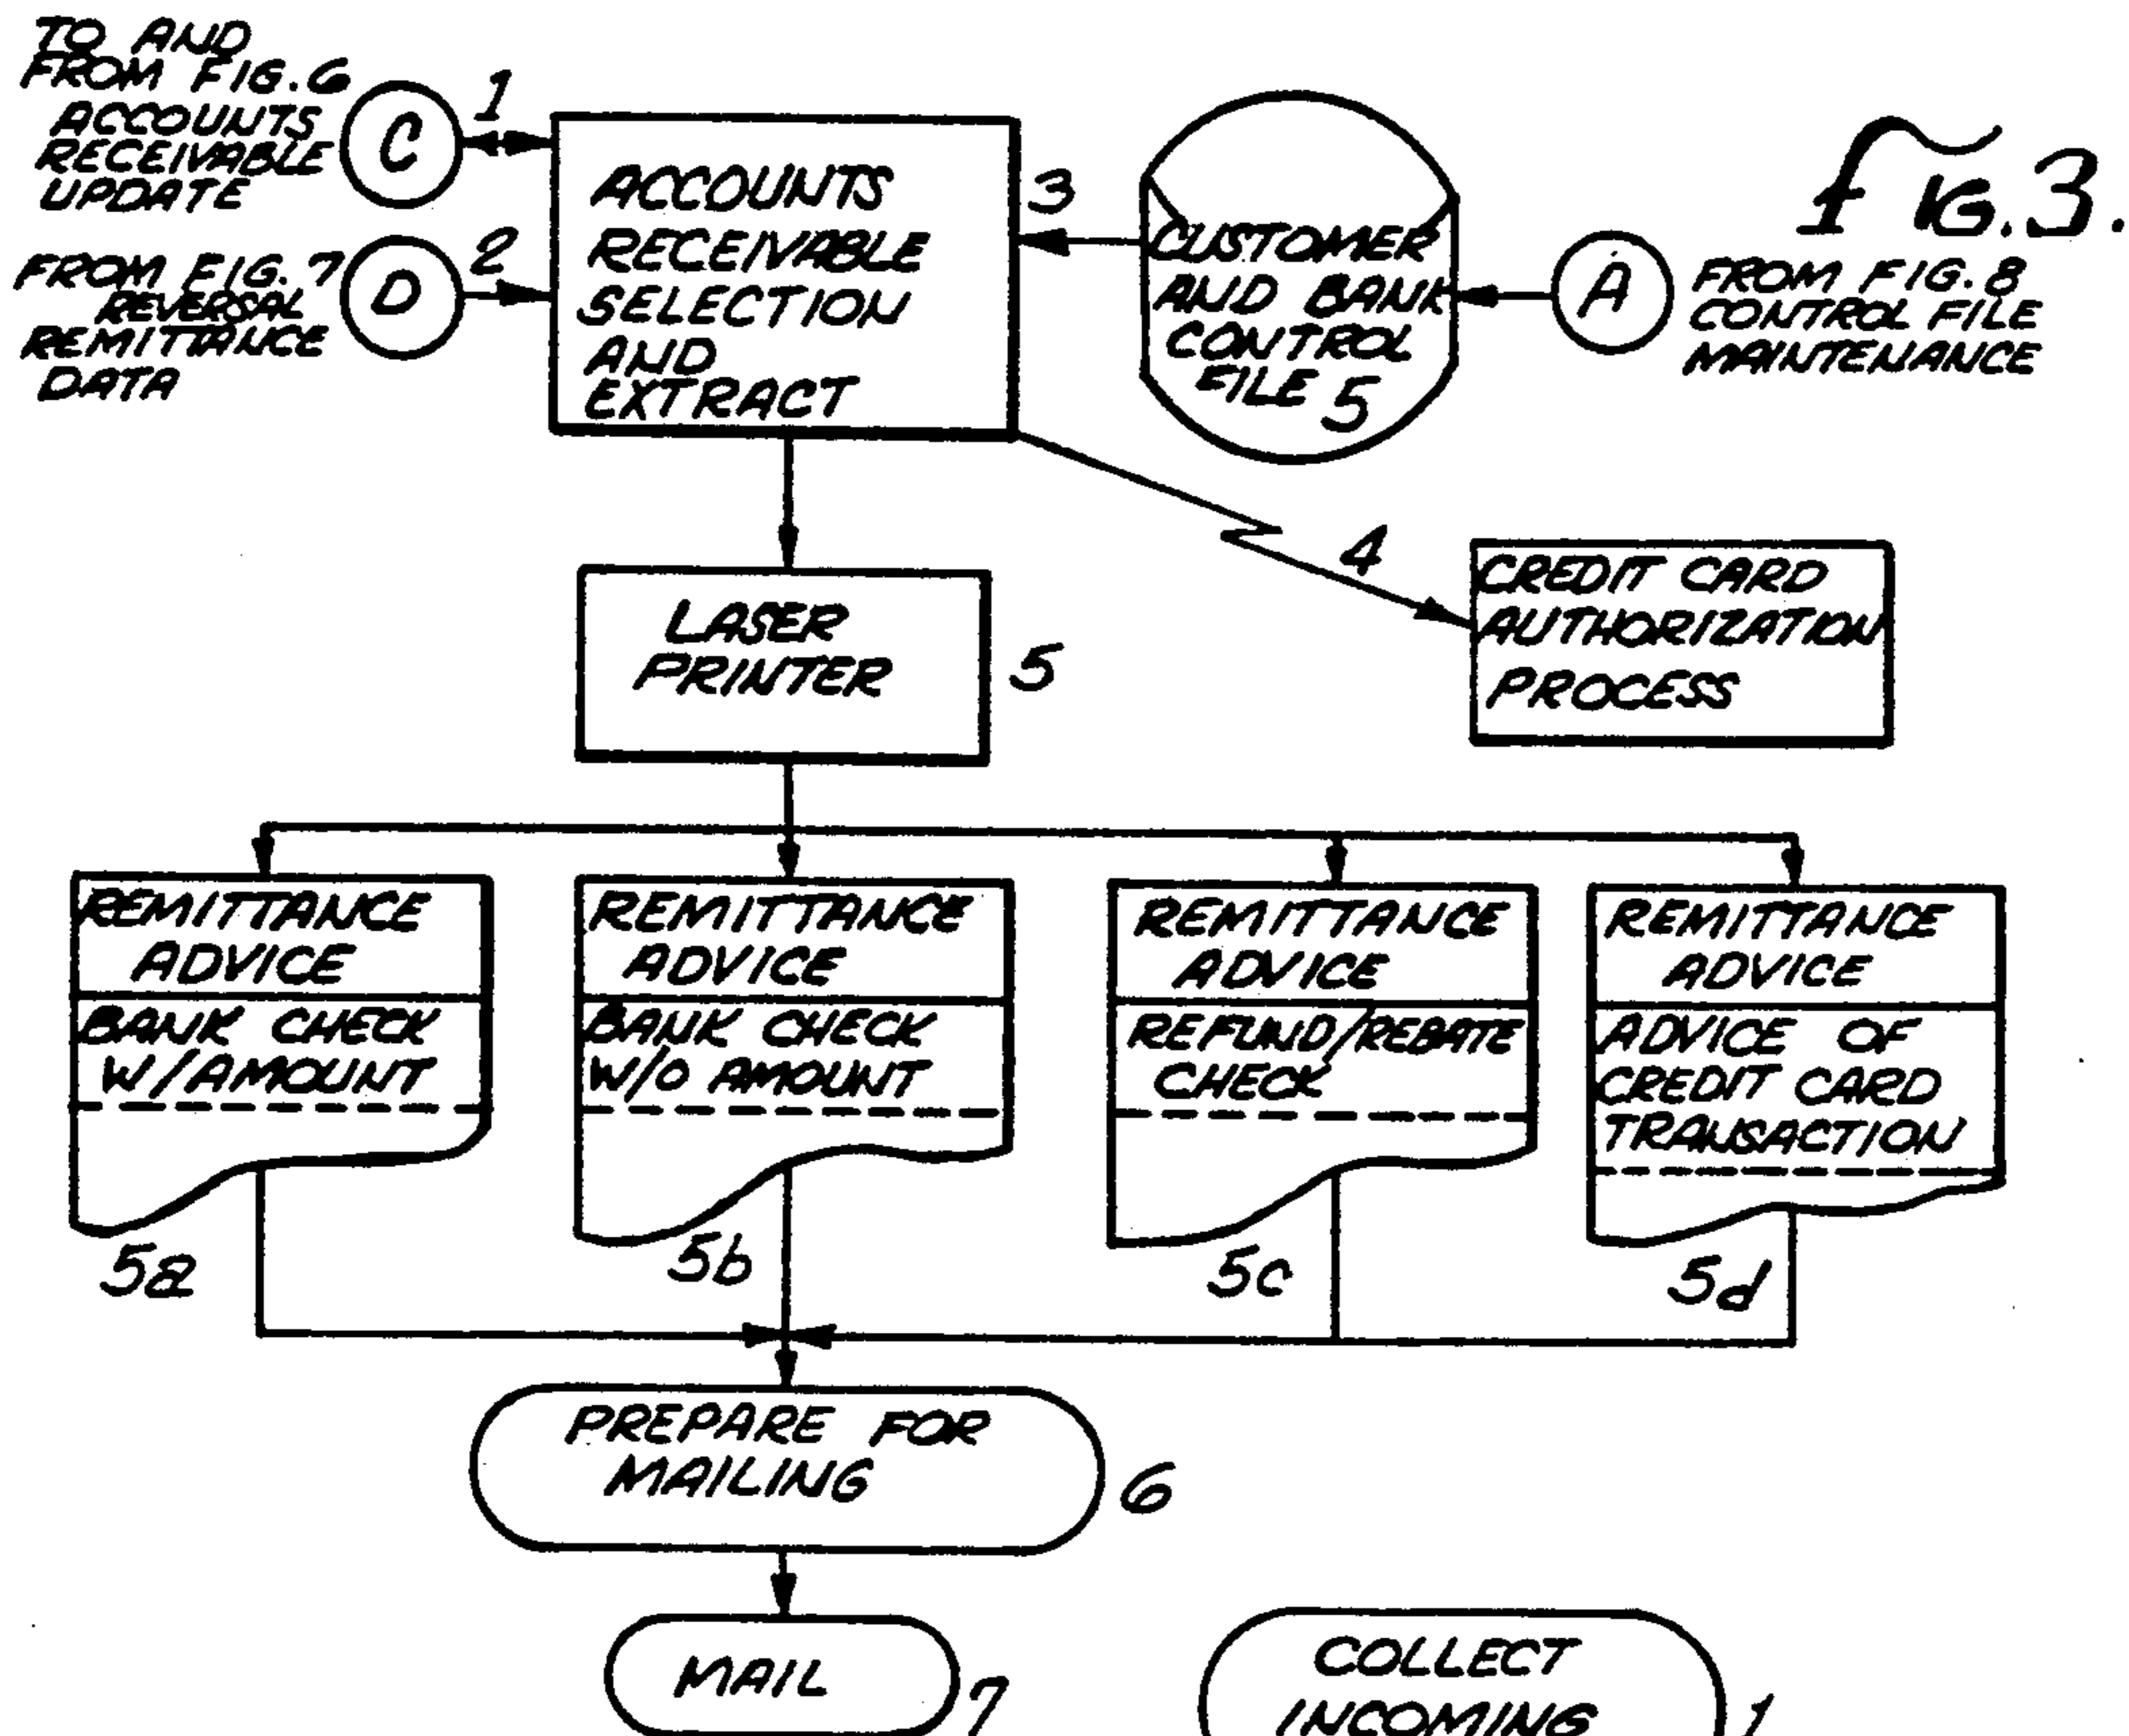 TO AND
FROM FIG. 6
ACCOUNTS
RECEIVABLE
UPDATE
C
1
FROM FIG. 7
REVERSAL
REMITTANCE
DATA
D
2
ACCOUNTS
RECEIVABLE
SELECTION
AND
EXTRACT
3
CUSTOMER
AND BANK
CONTROL
FILE 5
A
FROM FIG. 8
CONTROL FILE
MAINTENANCE
FIG. 3.
4
CREDIT CARD
AUTHORIZATION
PROCESS
LASER
PRINTER
5
REMITTANCE
ADVICE
BANK CHECK
W/AMOUNT
5a
REMITTANCE
ADVICE
BANK CHECK
W/O AMOUNT
5b
REMITTANCE
ADVICE
REFUND/REBATE
CHECK
5c
REMITTANCE
ADVICE
ADVICE OF
CREDIT CARD
TRANSACTION
5d
PREPARE FOR
MAILING
6
MAIL
7
COLLECT
INCOMING
1